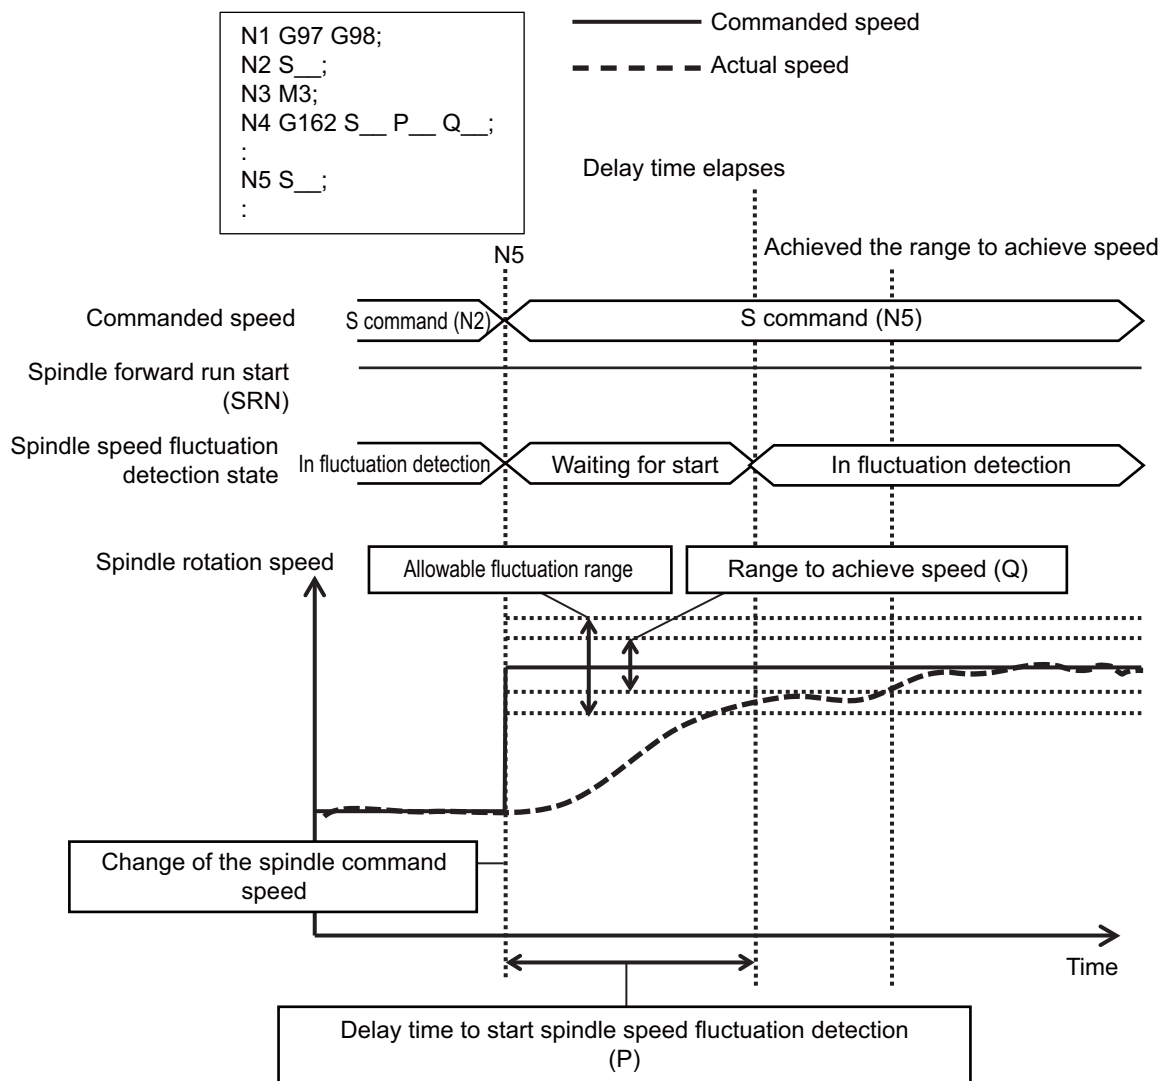 N1 G97 G98;
N2 S__;
N3 M3;
N4 G162 S__ P__ Q__;
:
N5 S__;
:
Commanded speed
Actual speed
Delay time elapses
N5
Achieved the range to achieve speed
Commanded speed
S command (N2)
S command (N5)
Spindle forward run start
(SRN)
Spindle speed fluctuation
detection state
In fluctuation detection
Waiting for start
In fluctuation detection
Spindle rotation speed
Allowable fluctuation range
Range to achieve speed (Q)
Change of the spindle command
speed
Time
Delay time to start spindle speed fluctuation detection
(P)